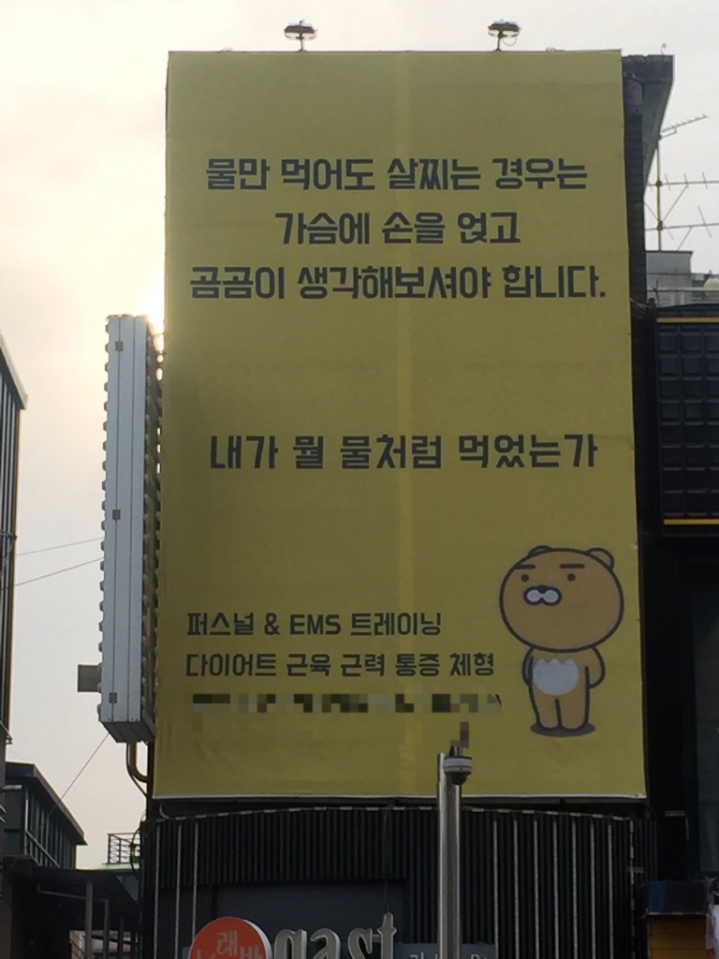 물만 먹어도 살찌는 경우는
가슴에 손을 얹고
곰곰이 생각해보셔야 합니다.
내가 뭘 물처럼 먹었는가
퍼스널 & EMS 트레이닝
다이어트 근육 근력 통증 체형
gast